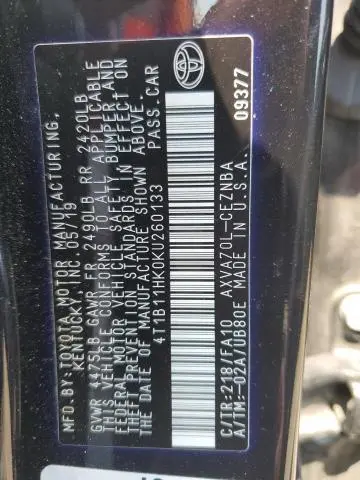 MFD.BY:TOYOTA MOTOR MANUFACTURING,
KENTUCKY, INC. 05/19
GVWR 4475LB GAWR FR 2490LB RR 2420LB
THIS VEHICLE CONFORMS TO ALL APPLICABLE
FEDERAL MOTOR VEHICLE SAFETY, BUMPER AND
THEFT PREVENTION STANDARDS IN EFFECT ON
THE DATE OF MANUFACTURE SHOWN ABOVE.
4T1B11HK0KU260133 PASS.CAR
C/TR:218/FA10 AXVA70L-CEZNBA
A/TM:-02A/UB80E MADE IN U.S.A.
09377